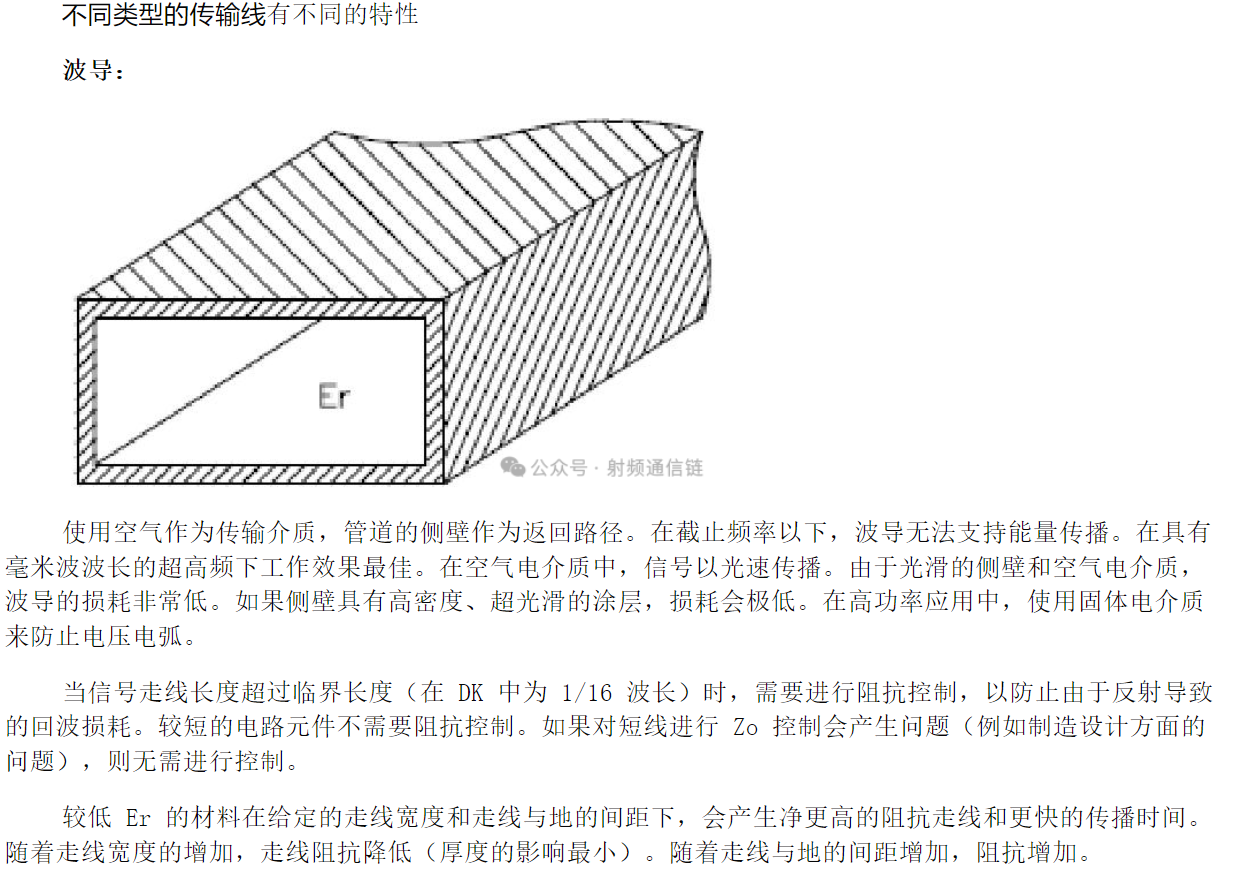 不同类型的传输线有不同的特性
波导：
Er
公众号 · 射频通信链
使用空气作为传输介质，管道的侧壁作为返回路径。在截止频率以下，波导无法支持能量传播。在具有
毫米波波长的超高频下工作效果最佳。在空气电介质中，信号以光速传播。由于光滑的侧壁和空气电介质，
波导的损耗非常低。如果侧壁具有高密度、超光滑的涂层，损耗会极低。在高功率应用中，使用固体电介质
来防止电压电弧。
当信号走线长度超过临界长度（在 DK 中为 1/16 波长）时，需要进行阻抗控制，以防止由于反射导致
的回波损耗。较短的电路元件不需要阻抗控制。如果对短线进行 Zo 控制会产生问题（例如制造设计方面的
问题），则无需进行控制。
较低 Er 的材料在给定的走线宽度和走线与地的间距下，会产生净更高的阻抗走线和更快的传播时间。
随着走线宽度的增加，走线阻抗降低（厚度的影响最小）。随着走线与地的间距增加，阻抗增加。